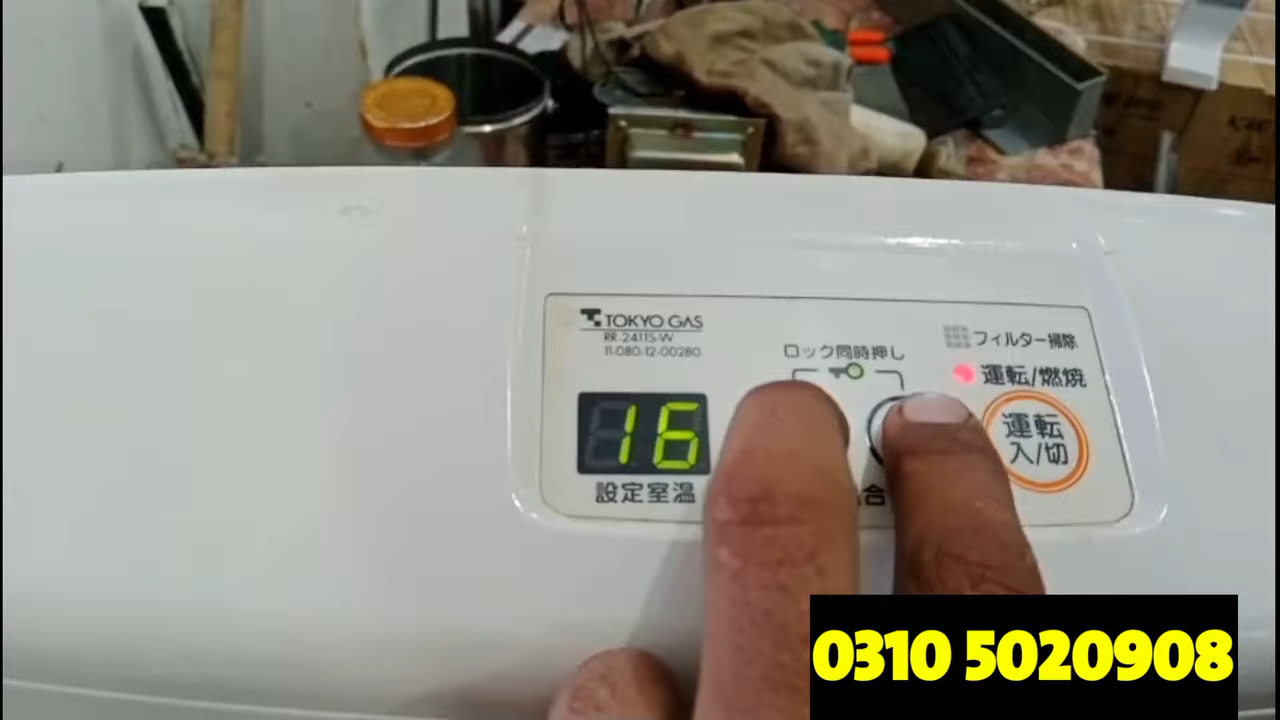 TOKYO GAS
RR-2411S-W
11-080-12-00280
ロック同時押し
フィルター掃除
運転/燃焼
16
運転
入/切
設定室温
合
0310 5020908